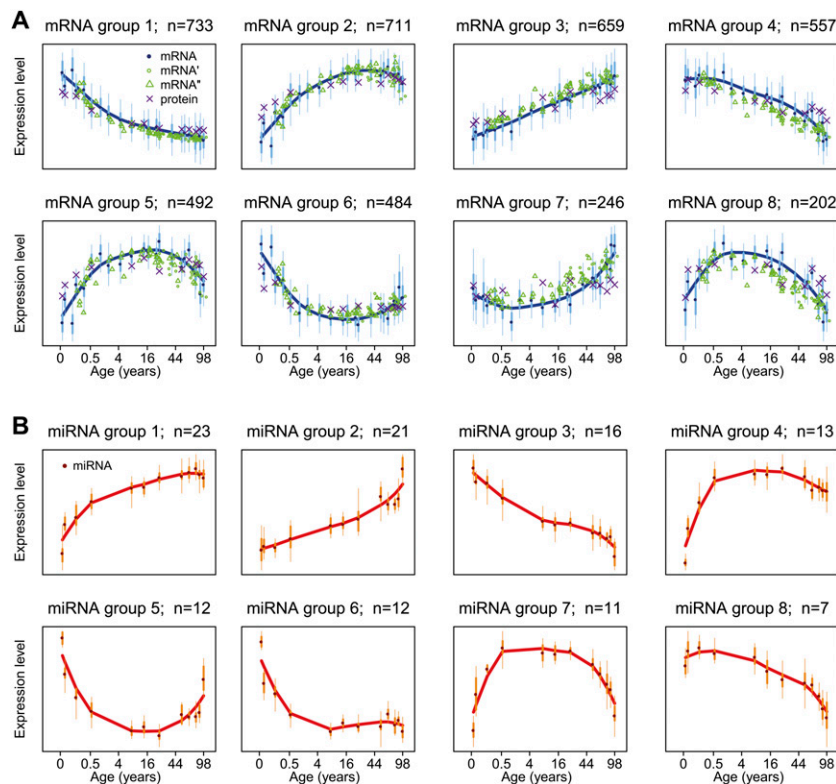 A
mRNA group 1; n=733
mRNA group 2; n=711
mRNA group 3; n=659
mRNA group 4; n=557
Expression level
mRNA
mRNA'
mRNA"
protein
mRNA group 5; n=492
mRNA group 6; n=484
mRNA group 7; n=246
mRNA group 8; n=202
Expression level
0 0.5 4 16 44 98
0 0.5 4 16 44 98
0 0.5 4 16 44 98
0 0.5 4 16 44 98
Age (years)
Age (years)
Age (years)
Age (years)
B
miRNA group 1; n=23
miRNA group 2; n=21
miRNA group 3; n=16
miRNA group 4; n=13
Expression level
miRNA
miRNA group 5; n=12
miRNA group 6; n=12
miRNA group 7; n=11
miRNA group 8; n=7
Expression level
0 0.5 4 16 44 98
0 0.5 4 16 44 98
0 0.5 4 16 44 98
0 0.5 4 16 44 98
Age (years)
Age (years)
Age (years)
Age (years)